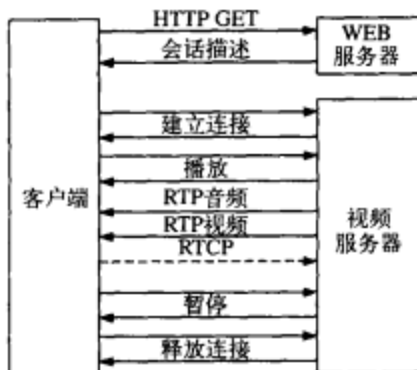 HTTP GET
会话描述
WEB
服务器
建立连接
播放
RTP音频
RTP视频
RTCP
暂停
释放连接
客户端
视频
服务器